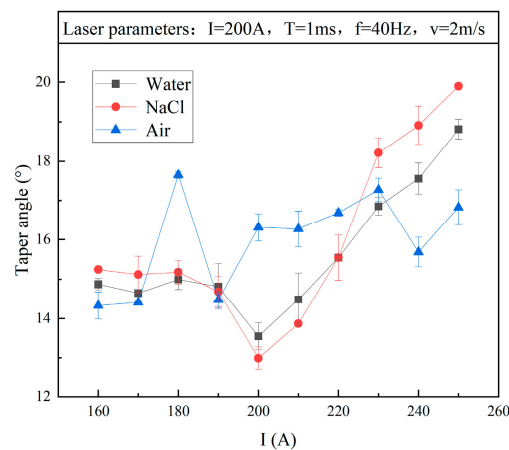 Laser parameters：I=200A，T=1ms，f=40Hz，v=2m/s
Water
NaCl
Air
Taper angle (°)
20
18
16
14
12
160 180 200 220 240 260
I (A)